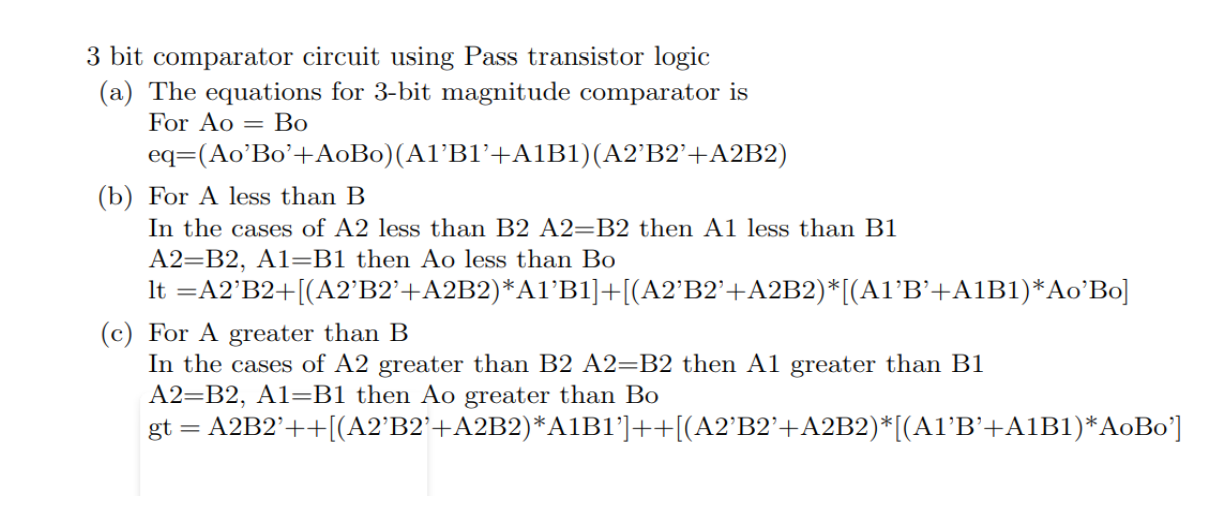 3 bit comparator circuit using Pass transistor logic
(a) The equations for 3-bit magnitude comparator is
For Ao = Bo
eq=(Ao'Bo'+AoBo)(A1'B1'+A1B1)(A2'B2'+A2B2)
(b) For A less than B
In the cases of A2 less than B2 A2=B2 then A1 less than B1
A2=B2, A1=B1 then Ao less than Bo
lt =A2'B2+[(A2'B2'+A2B2)*A1'B1]+[(A2'B2'+A2B2)*[(A1'B'+A1B1)*Ao'Bo]
(c) For A greater than B
In the cases of A2 greater than B2 A2=B2 then A1 greater than B1
A2=B2, A1=B1 then Ao greater than Bo
gt = A2B2'++[(A2'B2'+A2B2)*A1B1']++[(A2'B2'+A2B2)*[(A1'B'+A1B1)*AoBo']